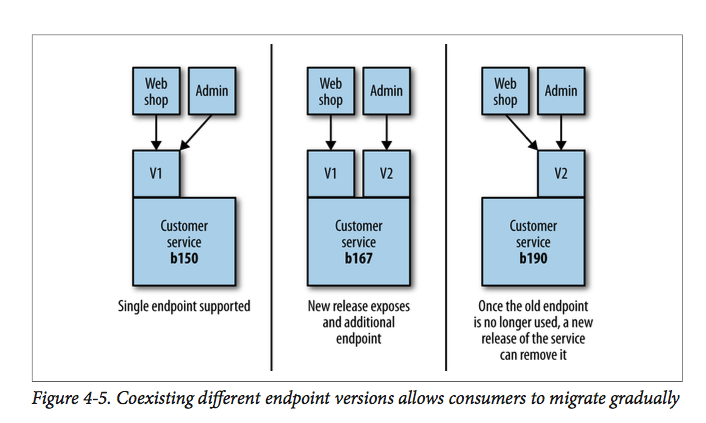 Web
shop
Admin
V1
Customer
service
b150
Single endpoint supported
Web
shop
Admin
V1
V2
Customer
service
b167
New release exposes
and additional
endpoint
Web
shop
Admin
V2
Customer
service
b190
Once the old endpoint
is no longer used, a new
release of the service
can remove it
Figure 4-5. Coexisting different endpoint versions allows consumers to migrate gradually